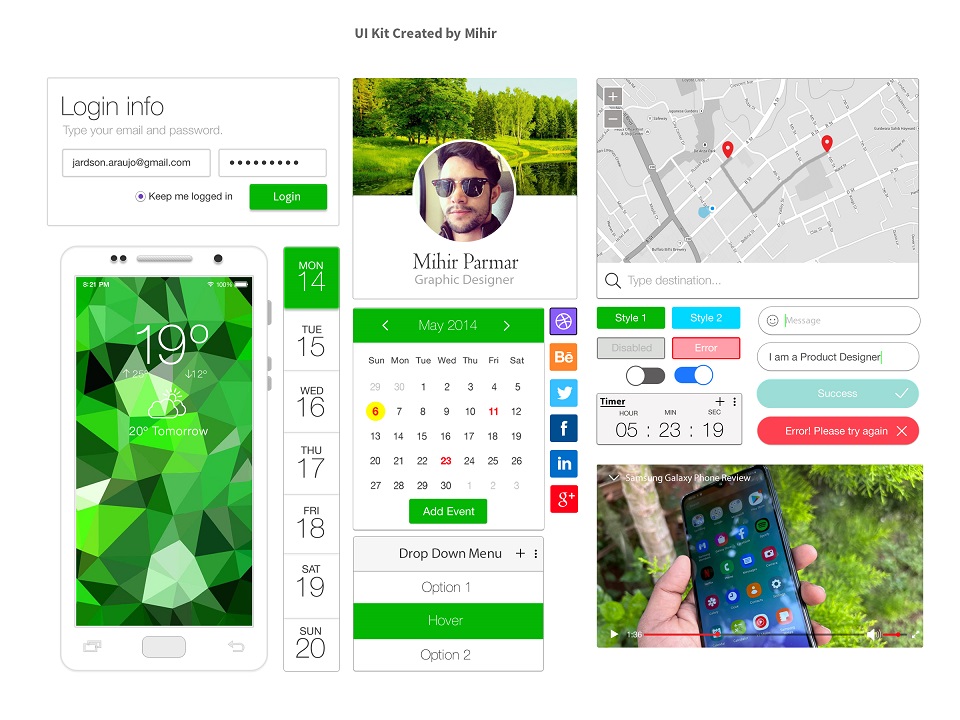 UI Kit Created by Mihir
Login info
Type your email and password.
jardson.araujo@gmail.com
Keep me logged in
Login
8:21 PM
100%
19º
↑ 25° ↓12°
20° Tomorrow
MON
14
TUE
15
WED
16
THU
17
FRI
18
SAT
19
SUN
20
Mihir Parmar
Graphic Designer
May 2014
Sun Mon Tue Wed Thu Fri Sat
29 30 1 2 3 4 5
6 7 8 9 10 11 12
13 14 15 16 17 18 19
20 21 22 23 24 25 26
27 28 29 30 1 2 3
Add Event
Bē
f
in
g+
Drop Down Menu
Option 1
Hover
Option 2
Type destination...
Style 1
Style 2
Disabled
Error
Timer
HOUR MIN SEC
05 : 23 : 19
Message
I am a Product Designer
Success
Error! Please try again
Samsung Galaxy Phone Review
1:36